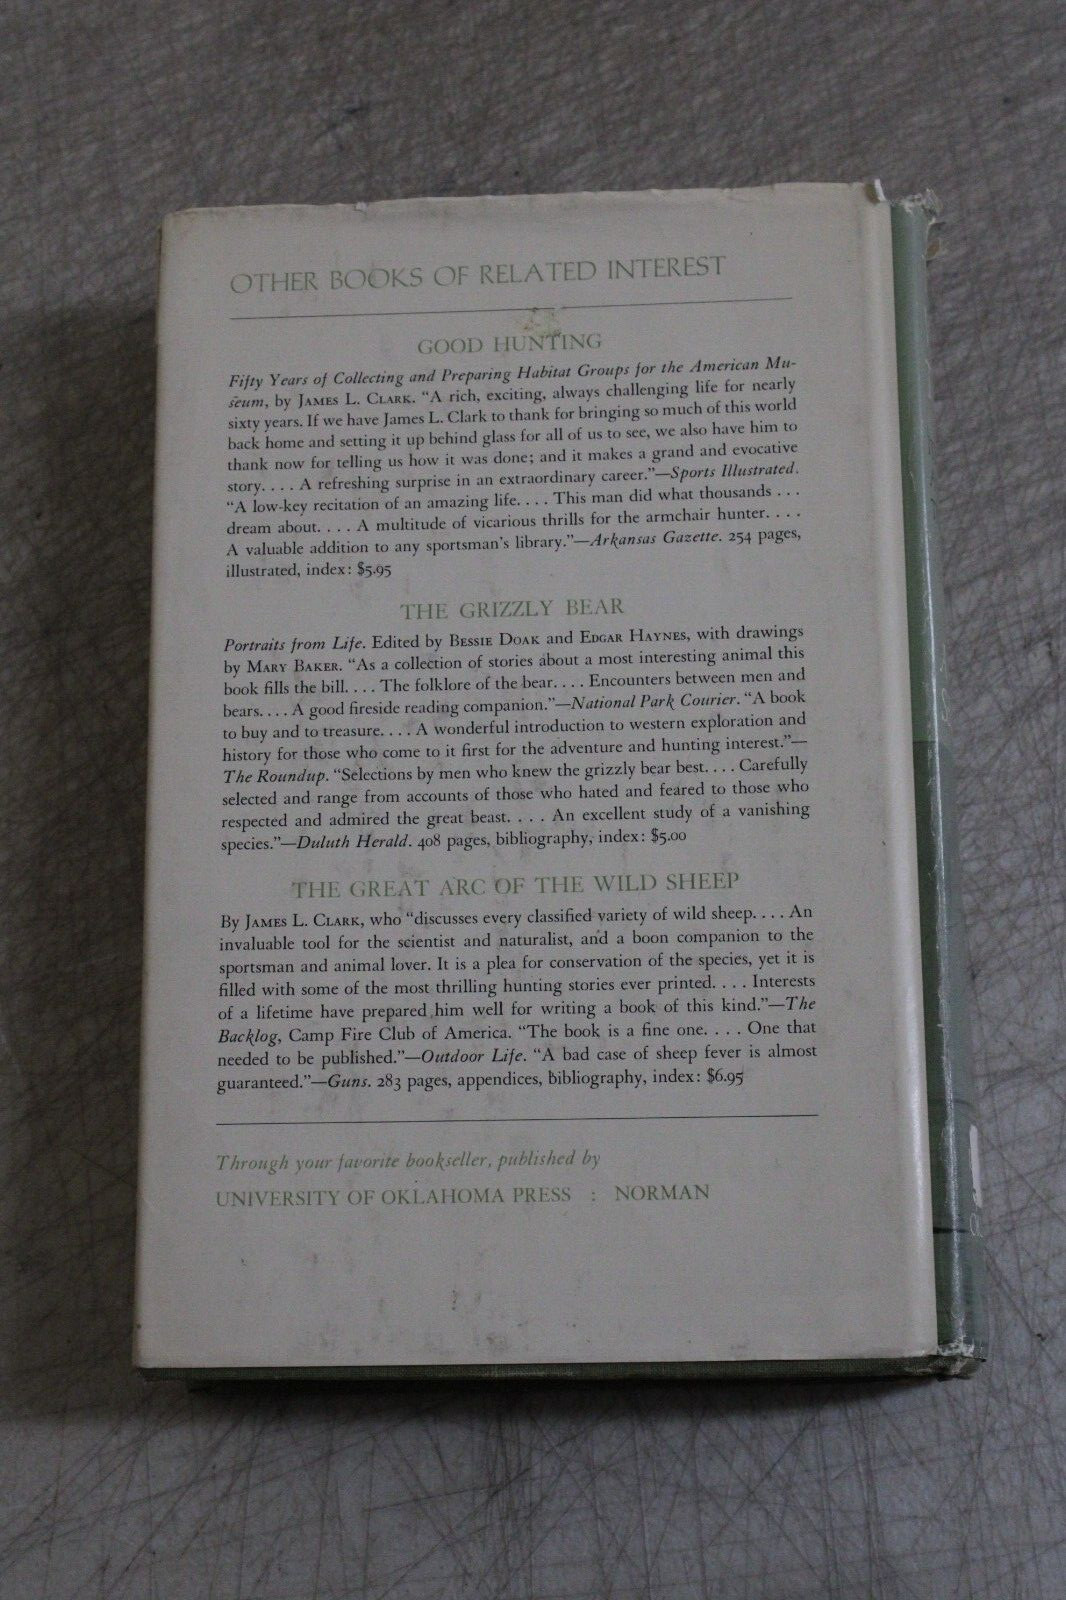 OTHER BOOKS OF RELATED INTEREST
GOOD HUNTING
Fifty Years of Collecting and Preparing Habitat Groups for the American Mu-
seum, by JAMES L. CLARK. “A rich, exciting, always challenging life for nearly
sixty years. If we have James L. Clark to thank for bringing so much of this world
back home and setting it up behind glass for all of us to see, we also have him to
thank now for telling us how it was done; and it makes a grand and evocative
story. . . . A refreshing surprise in an extraordinary career.”—Sports Illustrated.
“A low-key recitation of an amazing life. . . . This man did what thousands . . .
dream about. . . . A multitude of vicarious thrills for the armchair hunter. . . .
A valuable addition to any sportsman's library.”—Arkansas Gazette. 254 pages,
illustrated, index: $5.95
THE GRIZZLY BEAR
Portraits from Life. Edited by BESSIE DOAK and EDGAR HAYNES, with drawings
by MARY BAKER. “As a collection of stories about a most interesting animal this
book fills the bill. . . . The folklore of the bear. . . . Encounters between men and
bears. . . . A good fireside reading companion.”—National Park Courier. “A book
to buy and to treasure. . . . A wonderful introduction to western exploration and
history for those who come to it first for the adventure and hunting interest.”—
The Roundup. “Selections by men who knew the grizzly bear best. . . . Carefully
selected and range from accounts of those who hated and feared to those who
respected and admired the great beast. . . . An excellent study of a vanishing
species.”—Duluth Herald. 408 pages, bibliography, index: $5.00
THE GREAT ARC OF THE WILD SHEEP
By JAMES L. CLARK, who “discusses every classified variety of wild sheep. . . . An
invaluable tool for the scientist and naturalist, and a boon companion to the
sportsman and animal lover. It is a plea for conservation of the species, yet it is
filled with some of the most thrilling hunting stories ever printed. . . . Interests
of a lifetime have prepared him well for writing a book of this kind.”—The
Backlog, Camp Fire Club of America. “The book is a fine one. . . . One that
needed to be published.”—Outdoor Life. “A bad case of sheep fever is almost
guaranteed.”—Guns. 283 pages, appendices, bibliography, index: $6.95
Through your favorite bookseller, published by
UNIVERSITY OF OKLAHOMA PRESS : NORMAN